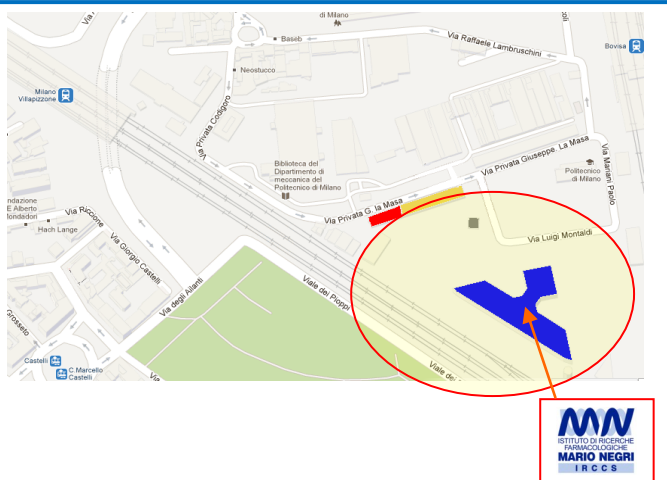 di Milano
Baseb
Via Raffaele Lambruschini
Bovisa
Neostucco
Milano
Villapizzone
Via Privata Codigoro
Biblioteca del
Dipartimento di
meccanica del
Politecnico di Milano
Via Privata Giuseppe. La Masa
Via Mariani Paolo
Politecnico
di Milano
Via Privata G. la Masa
ndazione
E Alberto
Mondadori
Via Riccione
Hach Lange
Via Giorgio Castelli
Via Luigi Montaldi
Via degli Ailanti
Viale dei Pioppi
Grosseto
Castelli
C.Marcello
Castelli
Viale dei
MN
ISTITUTO DI RICERCHE
FARMACOLOGICHE
MARIO NEGRI
IRCCS